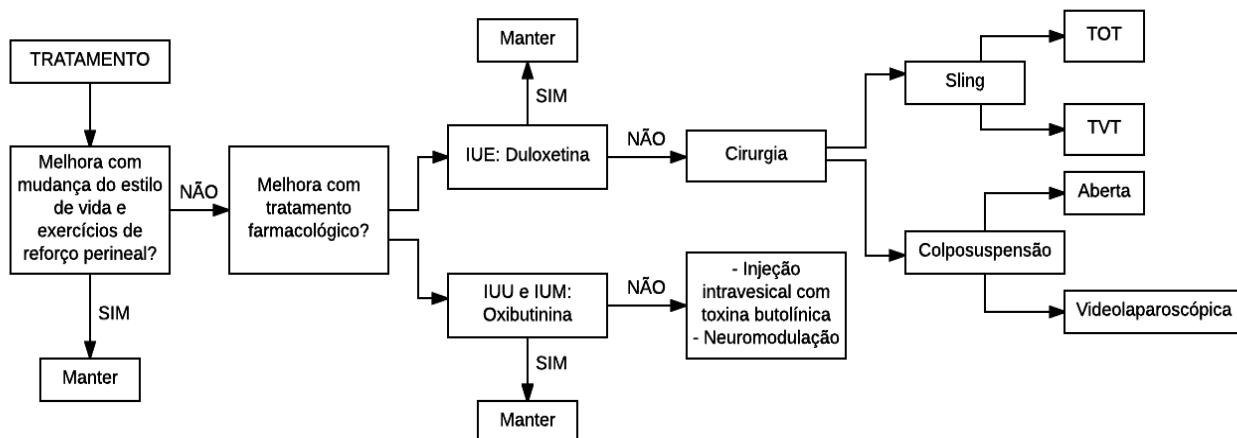 TRATAMENTO
Melhora com
mudança do estilo
de vida e
exercícios de
reforço perineal?
SIM
Manter
NÃO
Melhora com
tratamento
farmacológico?
IUE: Duloxetina
SIM
Manter
NÃO
Cirurgia
Sling
TOT
TVT
Colposuspensão
Aberta
Videolaparoscópica
IUU e IUM:
Oxibutinina
SIM
Manter
NÃO
- Injeção
intravesical com
toxina butolínica
- Neuromodulação